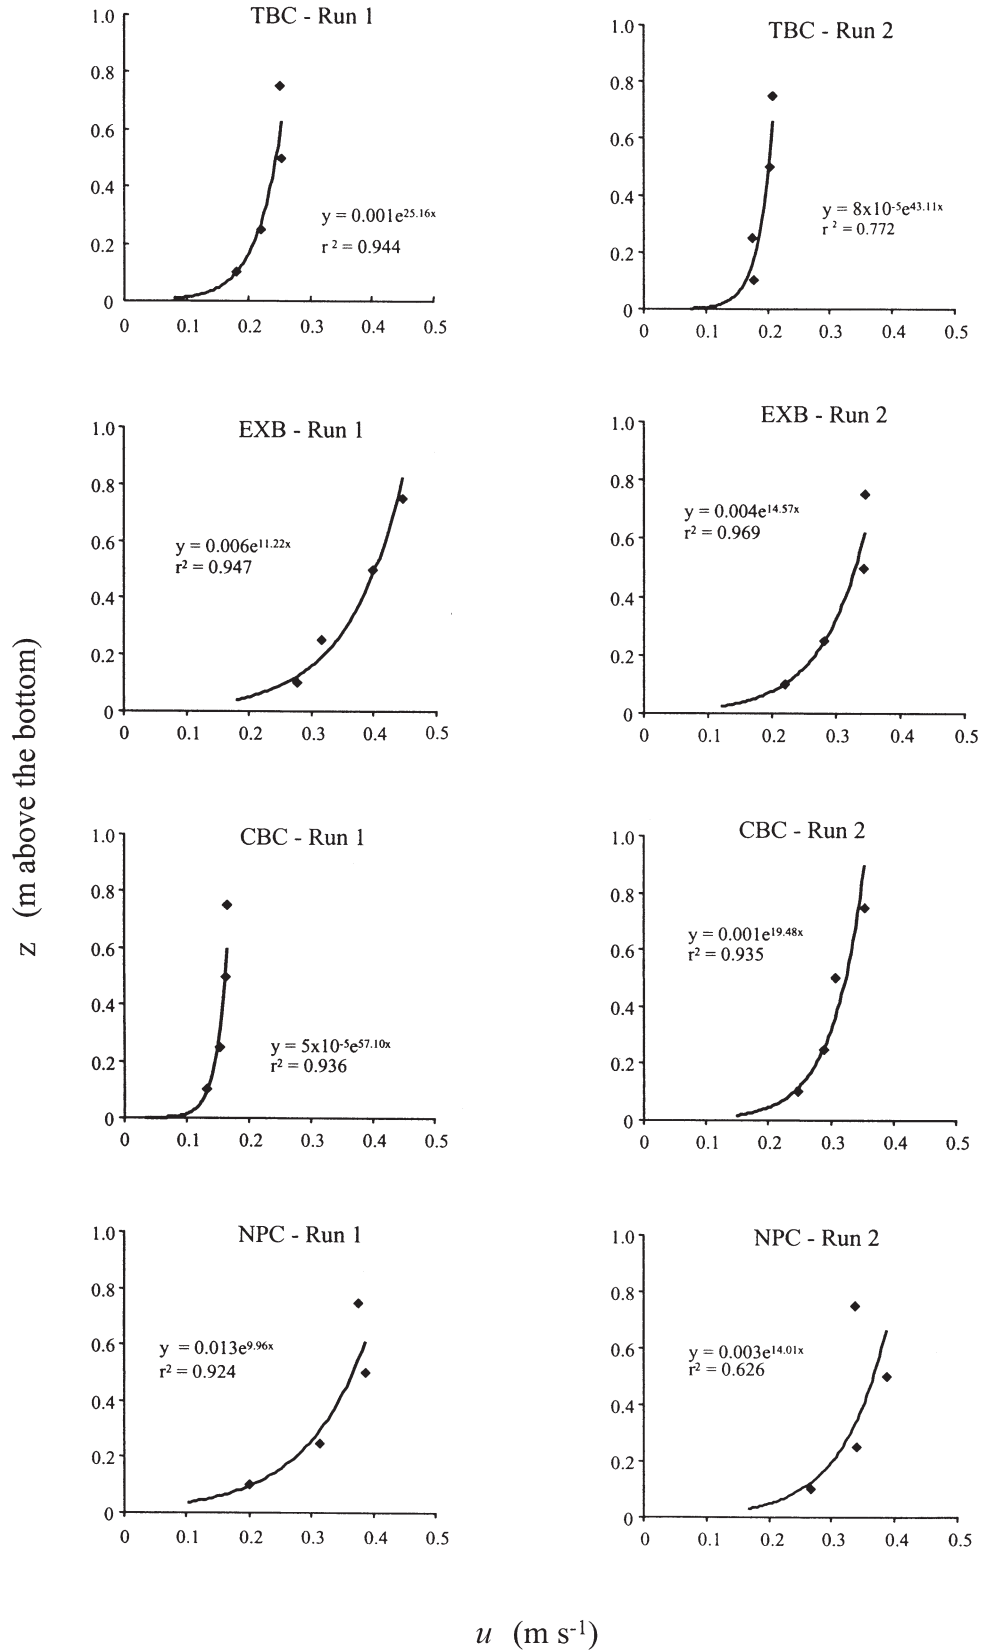 TBC - Run 1
1.0
0.8
0.6
0.4
0.2
0
y = 0.001e^25.16x
r² = 0.944
0 0.1 0.2 0.3 0.4 0.5
TBC - Run 2
1.0
0.8
0.6
0.4
0.2
0
y = 8x10^-5e^43.11x
r² = 0.772
0 0.1 0.2 0.3 0.4 0.5
EXB - Run 1
1.0
0.8
0.6
0.4
0.2
0
y = 0.006e^11.22x
r² = 0.947
0 0.1 0.2 0.3 0.4 0.5
EXB - Run 2
1.0
0.8
0.6
0.4
0.2
0
y = 0.004e^14.57x
r² = 0.969
0 0.1 0.2 0.3 0.4 0.5
z (m above the bottom)
CBC - Run 1
1.0
0.8
0.6
0.4
0.2
0
y = 5x10^-5e^57.10x
r² = 0.936
0 0.1 0.2 0.3 0.4 0.5
CBC - Run 2
1.0
0.8
0.6
0.4
0.2
0
y = 0.001e^19.48x
r² = 0.935
0 0.1 0.2 0.3 0.4 0.5
NPC - Run 1
1.0
0.8
0.6
0.4
0.2
0
y = 0.013e^9.96x
r² = 0.924
0 0.1 0.2 0.3 0.4 0.5
NPC - Run 2
1.0
0.8
0.6
0.4
0.2
0
y = 0.003e^14.01x
r² = 0.626
0 0.1 0.2 0.3 0.4 0.5
u (m s⁻¹)